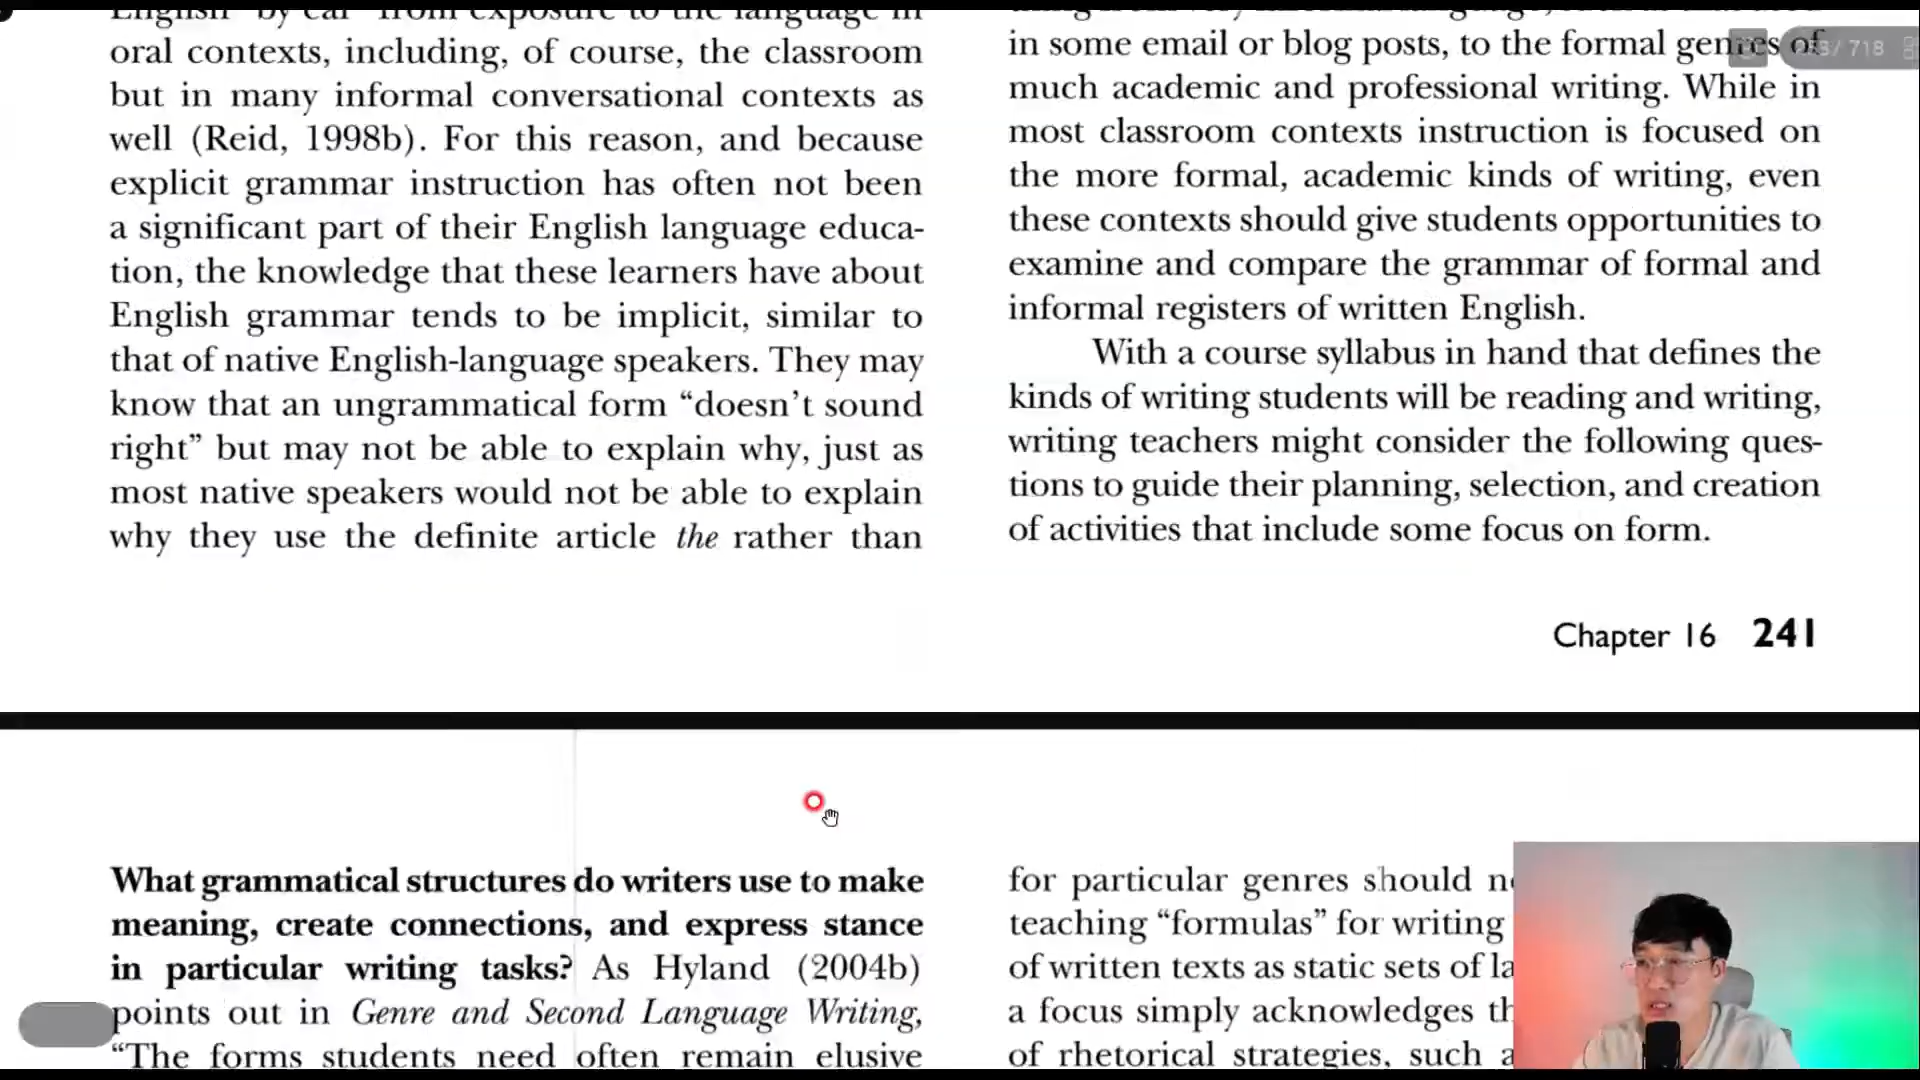 English "by ear" from exposure to the language in
oral contexts, including, of course, the classroom
but in many informal conversational contexts as
well (Reid, 1998b). For this reason, and because
explicit grammar instruction has often not been
a significant part of their English language educa-
tion, the knowledge that these learners have about
English grammar tends to be implicit, similar to
that of native English-language speakers. They may
know that an ungrammatical form “doesn’t sound
right” but may not be able to explain why, just as
most native speakers would not be able to explain
why they use the definite article the rather than
in some email or blog posts, to the formal genres of
much academic and professional writing. While in
most classroom contexts instruction is focused on
the more formal, academic kinds of writing, even
these contexts should give students opportunities to
examine and compare the grammar of formal and
informal registers of written English.
With a course syllabus in hand that defines the
kinds of writing students will be reading and writing,
writing teachers might consider the following ques-
tions to guide their planning, selection, and creation
of activities that include some focus on form.
/ 718
Chapter 16 241
What grammatical structures do writers use to make
meaning, create connections, and express stance
in particular writing tasks? As Hyland (2004b)
points out in Genre and Second Language Writing,
“The forms students need often remain elusive
for particular genres should n
teaching “formulas” for writing
of written texts as static sets of la
a focus simply acknowledges th
of rhetorical strategies, such a